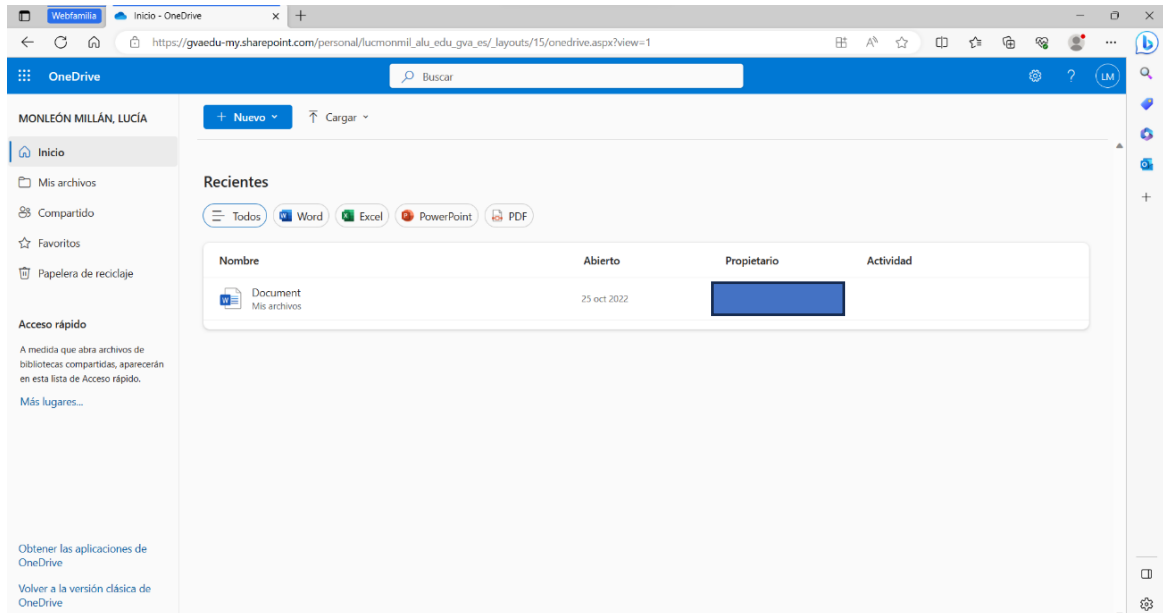 Webfamilia
Inicio - OneDrive
https://gvaedu-my.sharepoint.com/personal/lucmonmil_alu_edu_gva_es/_layouts/15/onedrive.aspx?view=1
OneDrive
Buscar
LM
MONLEÓN MILLÁN, LUCÍA
Inicio
Mis archivos
Compartido
Favoritos
Papelera de reciclaje
Acceso rápido
A medida que abra archivos de
bibliotecas compartidas, aparecerán
en esta lista de Acceso rápido.
Más lugares...
Obtener las aplicaciones de
OneDrive
Volver a la versión clásica de
OneDrive
+ Nuevo
Cargar
Recientes
Todos Word Excel PowerPoint PDF
Nombre Abierto Propietario Actividad
Document 25 oct 2022
Mis archivos